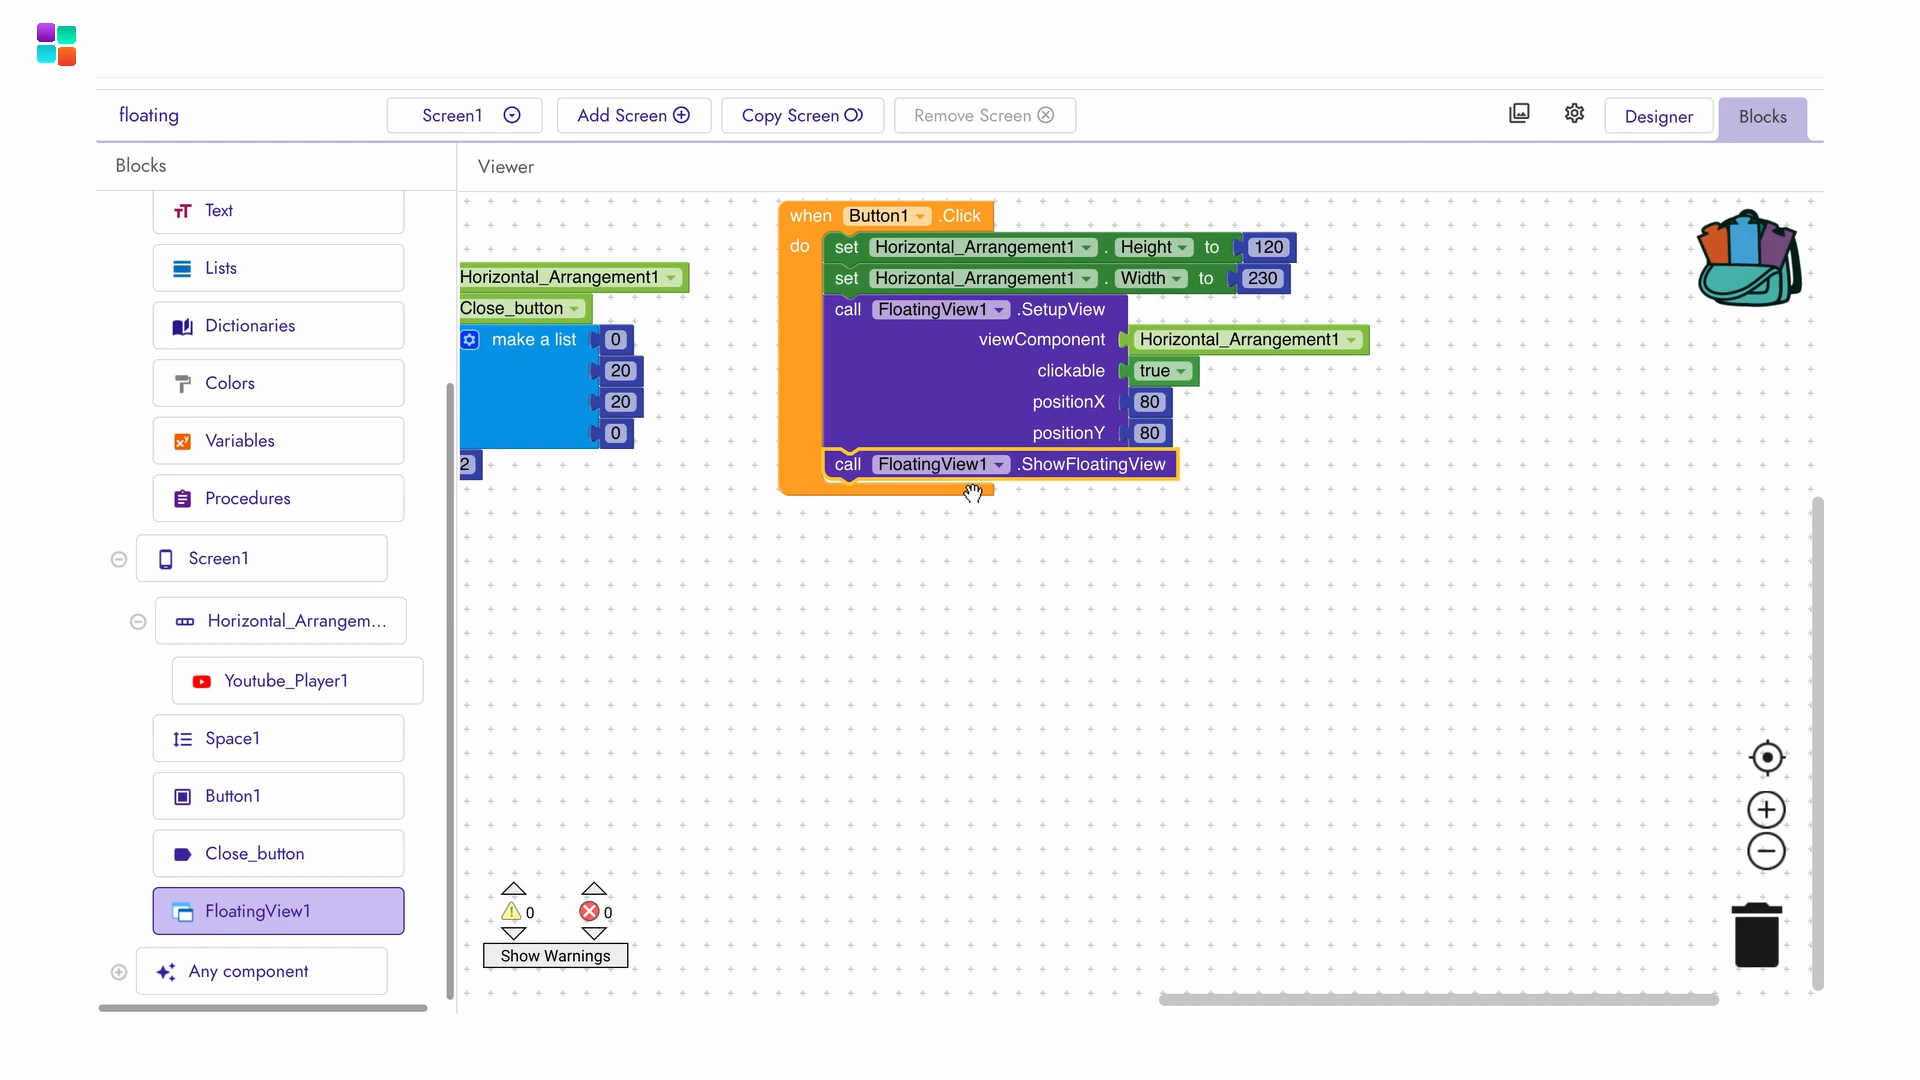 floating
Screen1
Add Screen
Copy Screen
Remove Screen
Designer
Blocks
Blocks
Viewer
Text
Lists
Dictionaries
Colors
Variables
Procedures
Screen1
Horizontal_Arrangem...
Youtube_Player1
Space1
Button1
Close_button
FloatingView1
Any component
Horizontal_Arrangement1
Close_button
make a list 0
20
20
0
2
when Button1 .Click
do set Horizontal_Arrangement1 . Height to 120
set Horizontal_Arrangement1 . Width to 230
call FloatingView1 .SetupView
viewComponent Horizontal_Arrangement1
clickable true
positionX 80
positionY 80
call FloatingView1 .ShowFloatingView
0 0
Show Warnings